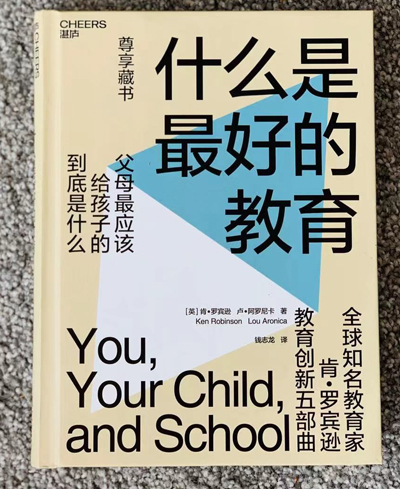 CHEERS
湛庐
尊享藏书
什么是
最好的
教育
父母最应该
给孩子的
到底是什么
[英] 肯•罗宾逊 卢•阿罗尼卡 著
Ken Robinson Lou Aronica
钱志龙 译
You,
Your Child,
and School
全球知名教育家
肯•罗宾逊
教育创新五部曲